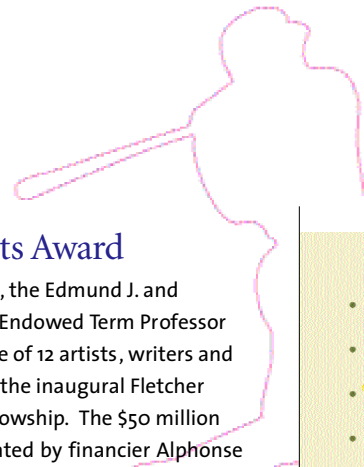 ts Award
, the Edmund J. and
Endowed Term Professor
e of 12 artists, writers and
the inaugural Fletcher
owship. The $50 million
ted by financier Alphonse